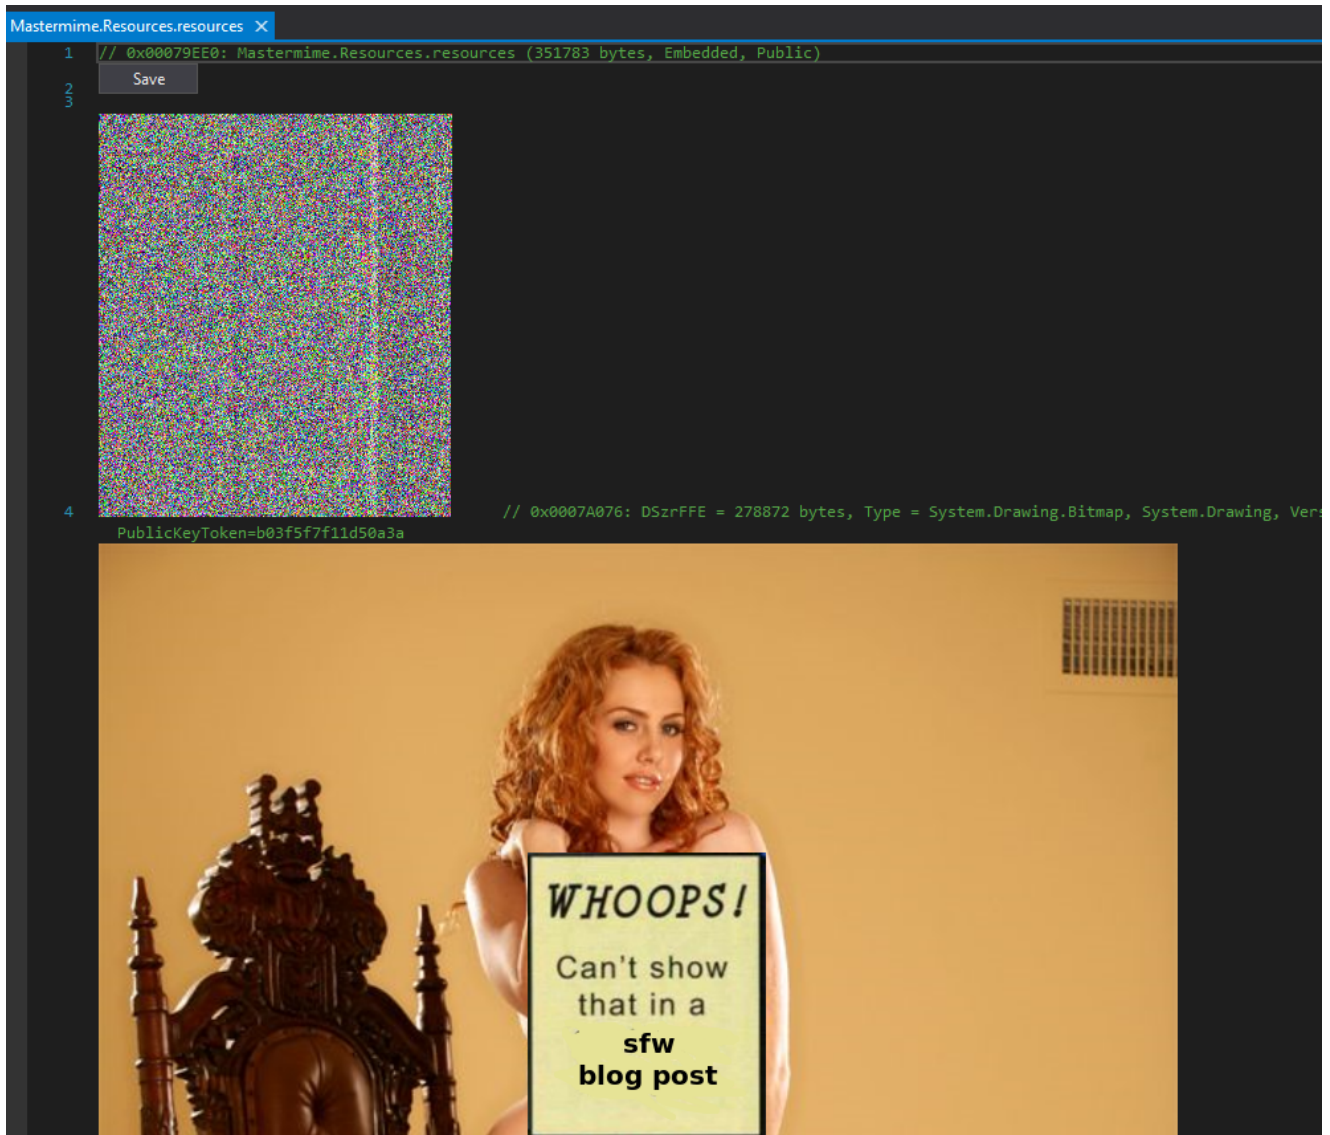 Mastermime.Resources.resources ×
1 // 0x00079EE0: Mastermime.Resources.resources (351783 bytes, Embedded, Public)
Save
2
3
4 // 0x0007A076: DSzrFFE = 278872 bytes, Type = System.Drawing.Bitmap, System.Drawing, Vers
PublicKeyToken=b03f5f7f11d50a3a
WHOOPS!
Can't show
that in a
sfw
blog post